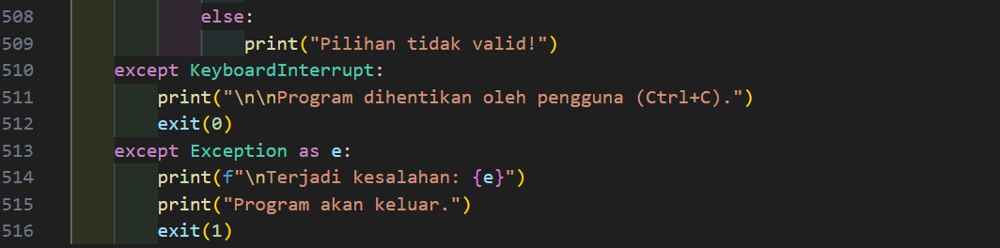 508                 else:
509                     print("Pilihan tidak valid!")
510         except KeyboardInterrupt:
511             print("\n\nProgram dihentikan oleh pengguna (Ctrl+C).")
512             exit(0)
513         except Exception as e:
514             print(f"\nTerjadi kesalahan: {e}")
515             print("Program akan keluar.")
516             exit(1)